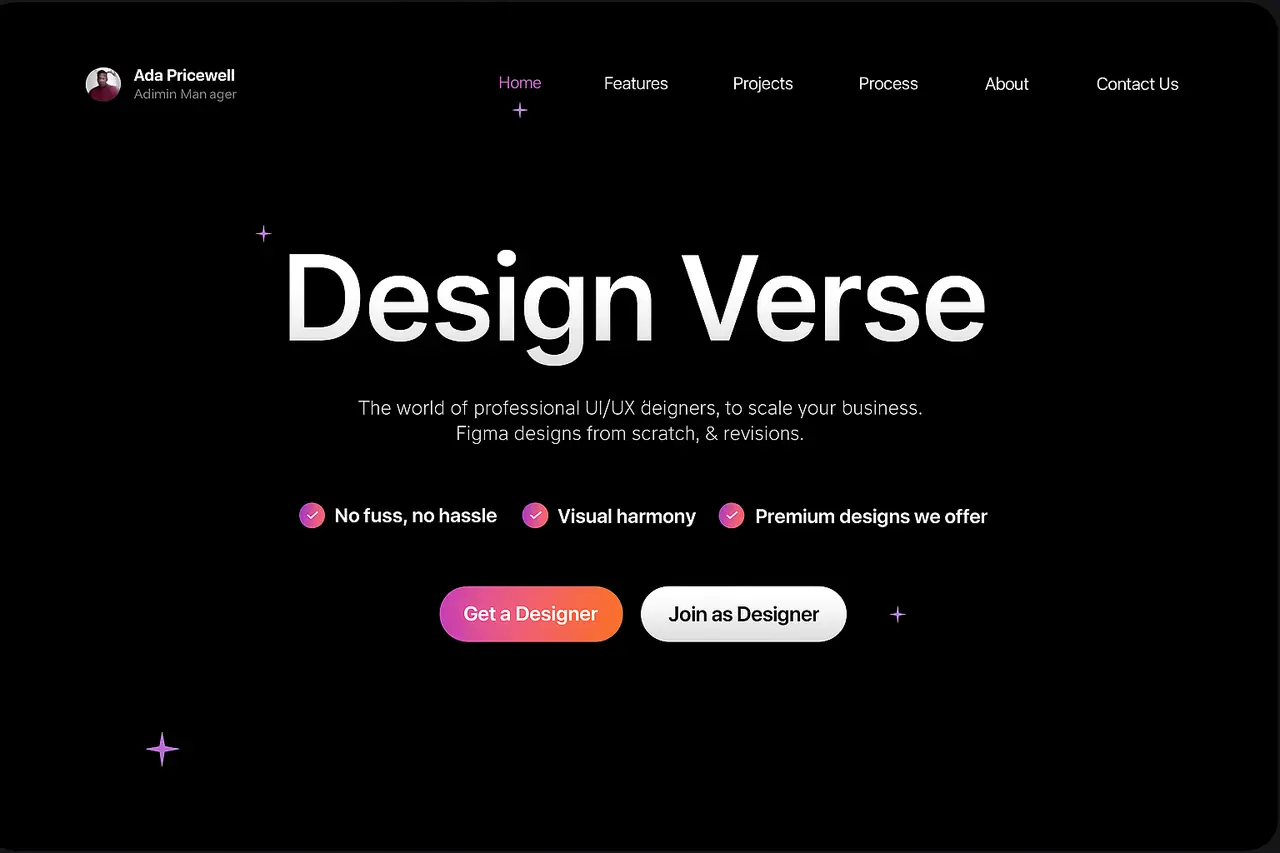 Ada Pricewell
Adimin Man ager
Home
Features
Projects
Process
About
Contact Us
Design Verse
The world of professional UI/UX deigners, to scale your business.
Figma designs from scratch, & revisions.
No fuss, no hassle
Visual harmony
Premium designs we offer
Get a Designer
Join as Designer